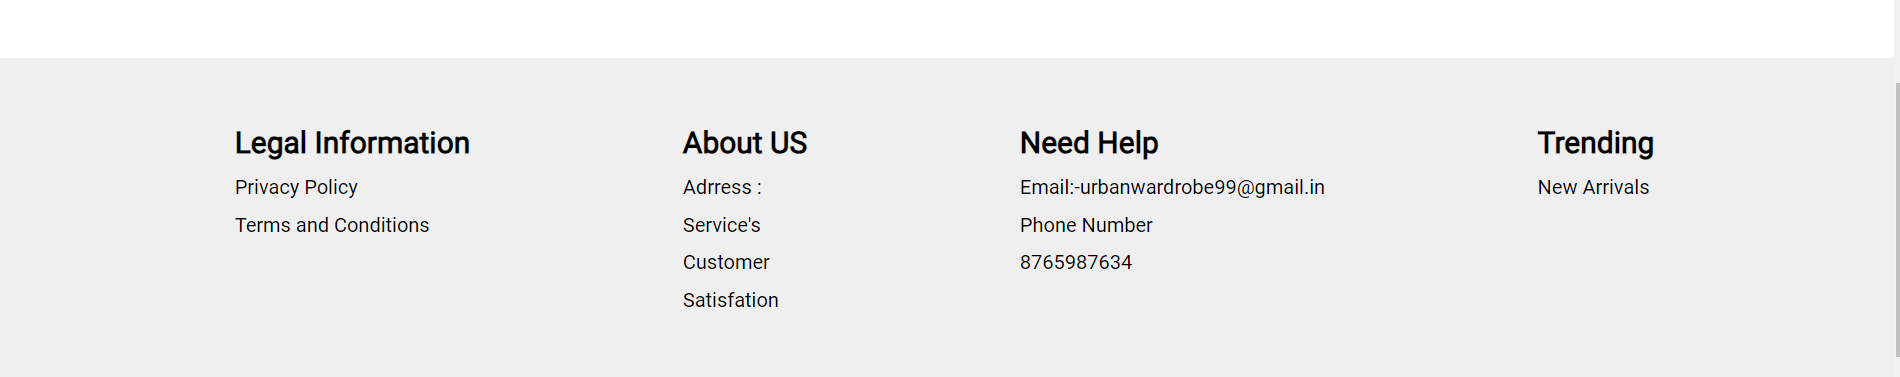 Legal Information
Privacy Policy
Terms and Conditions
About US
Adrress :
Service's
Customer
Satisfation
Need Help
Email:-urbanwardrobe99@gmail.in
Phone Number
8765987634
Trending
New Arrivals